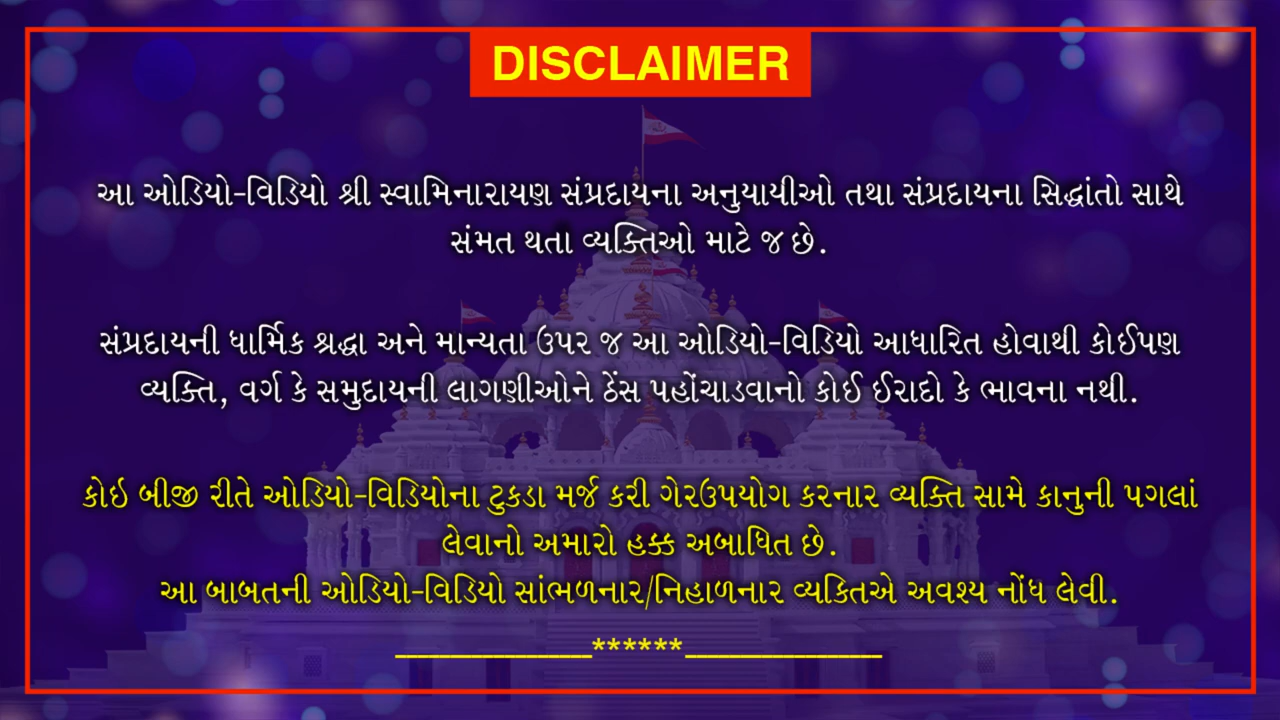 DISCLAIMER
આ ઓડિયો-વિડિયો શ્રી સ્વામિનારાયણ સંપ્રદાયના અનુયાયીઓ તથા સંપ્રદાયના સિદ્ધાંતો સાથે
સંમત થતા વ્યક્તિઓ માટે જ છે.
સંપ્રદાયની ધાર્મિક શ્રદ્ધા અને માન્યતા ઉપર જ આ ઓડિયો-વિડિયો આધારિત હોવાથી કોઈપણ
વ્યક્તિ, વર્ગ કે સમુદાયની લાગણીઓને ઠેંસ પહોંચાડવાનો કોઈ ઈરાદો કે ભાવના નથી.
કોઇ બીજી રીતે ઓડિયો-વિડિયોના ટુકડા મર્જ કરી ગેરઉપયોગ કરનાર વ્યક્તિ સામે કાનુની પગલાં
લેવાનો અમારો હક્ક અબાધિત છે.
આ બાબતની ઓડિયો-વિડિયો સાંભળનાર/નિહાળનાર વ્યકિતએ અવશ્ય નોંધ લેવી.
_________________******_________________